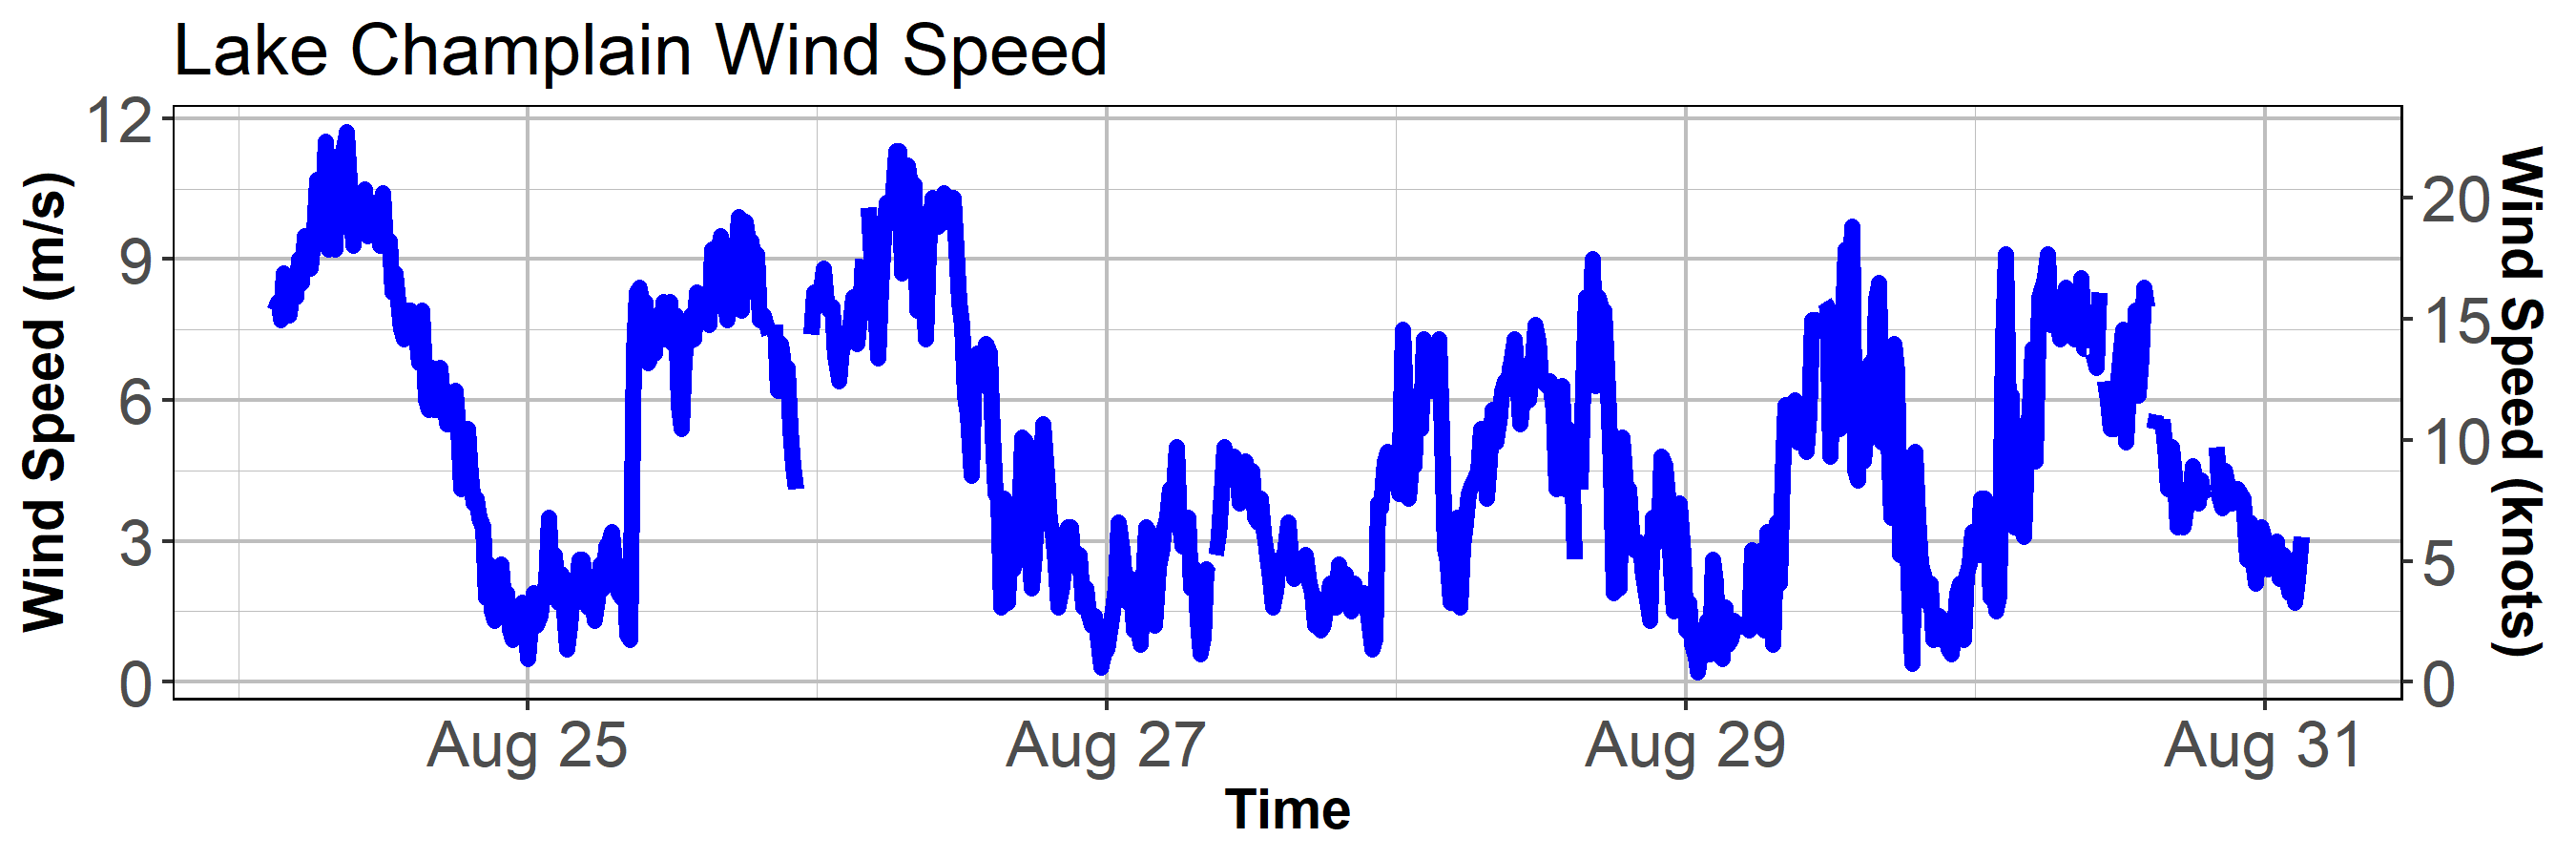 Lake Champlain Wind Speed
12
9
6
3
0
Wind Speed (m/s)
20
15
10
5
0
Wind Speed (knots)
Aug 25
Aug 27
Aug 29
Aug 31
Time